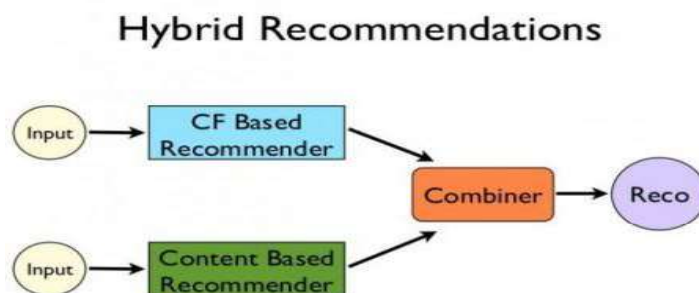 Hybrid Recommendations
Input
CF Based
Recommender
Combiner
Reco
Input
Content Based
Recommender